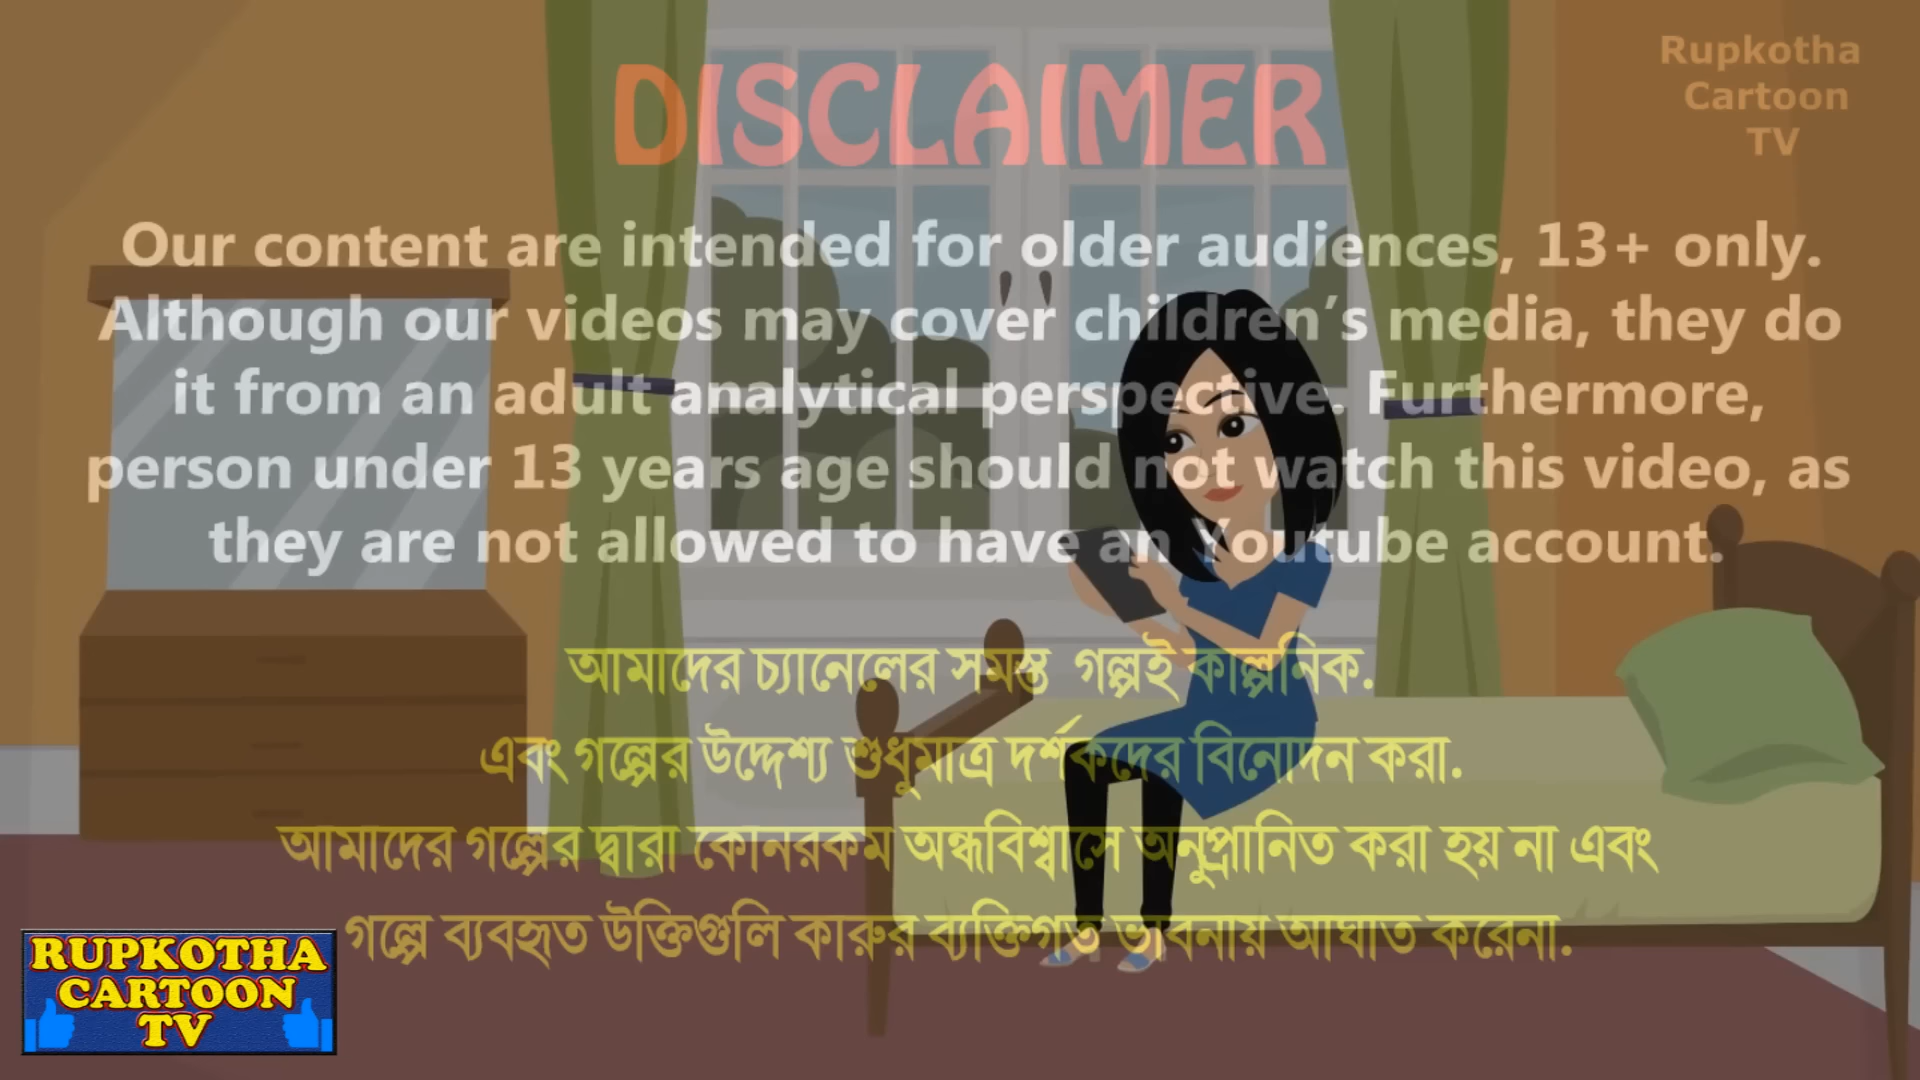 DISCLAIMER
Rupkotha
Cartoon
TV
Our content are intended for older audiences, 13+ only.
Although our videos may cover children’s media, they do
it from an adult analytical perspective. Furthermore,
person under 13 years age should not watch this video, as
they are not allowed to have an Youtube account.
আমাদের চ্যানেলের সমস্ত গল্পই কাল্পনিক.
এবং গল্পের উদ্দেশ্য শুধুমাত্র দর্শকদের বিনোদন করা.
আমাদের গল্পের দ্বারা কোনরকম অন্ধবিশ্বাসে অনুপ্রানিত করা হয় না এবং
গল্পে ব্যবহৃত উক্তিগুলি কারুর ব্যক্তিগত ভাবনায় আঘাত করেনা.
RUPKOTHA
CARTOON
TV